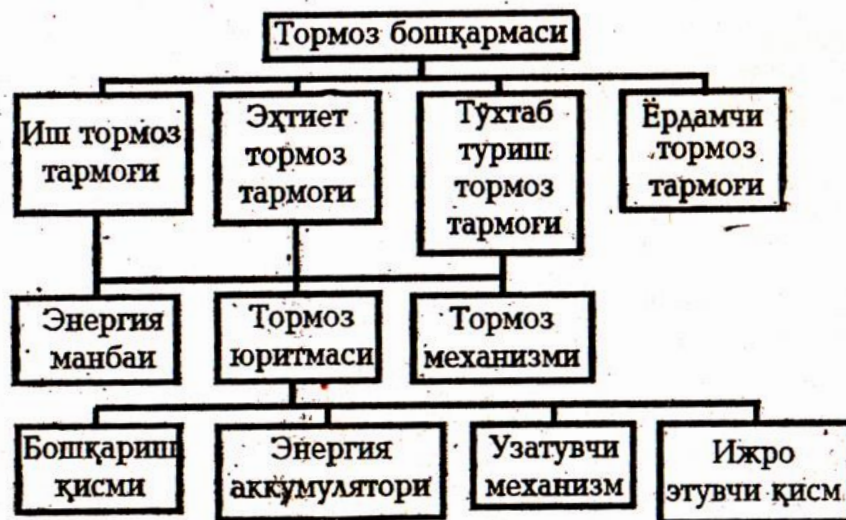 Тормоз бошқармаси
Иш тормоз
тармоғи
Эҳтиет
тормоз
тармоғи
Тўхтаб
туриш
тормоз
тармоғи
Ёрдамчи
тормоз
тармоғи
Энергия
манбаи
Тормоз
юритмаси
Тормоз
механизми
Бошқариш
қисми
Энергия
аккумулятори
Узатувчи
механизм
Ижро
этувчи қисм